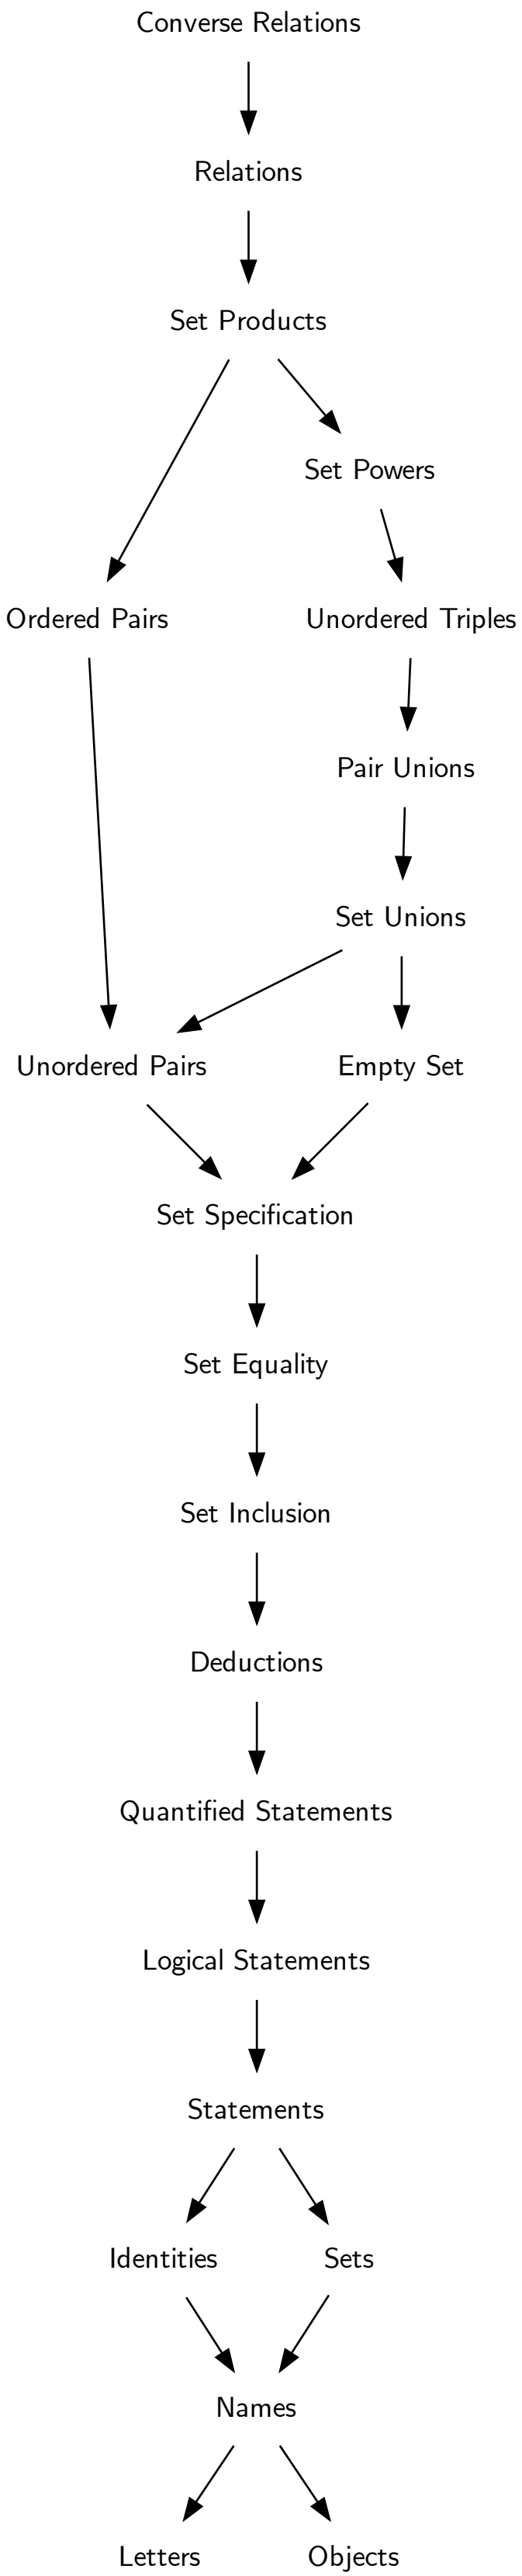 Converse Relations
Relations
Set Products
Set Powers
Ordered Pairs
Unordered Triples
Pair Unions
Set Unions
Unordered Pairs
Empty Set
Set Specification
Set Equality
Set Inclusion
Deductions
Quantified Statements
Logical Statements
Statements
Identities
Sets
Names
Letters
Objects